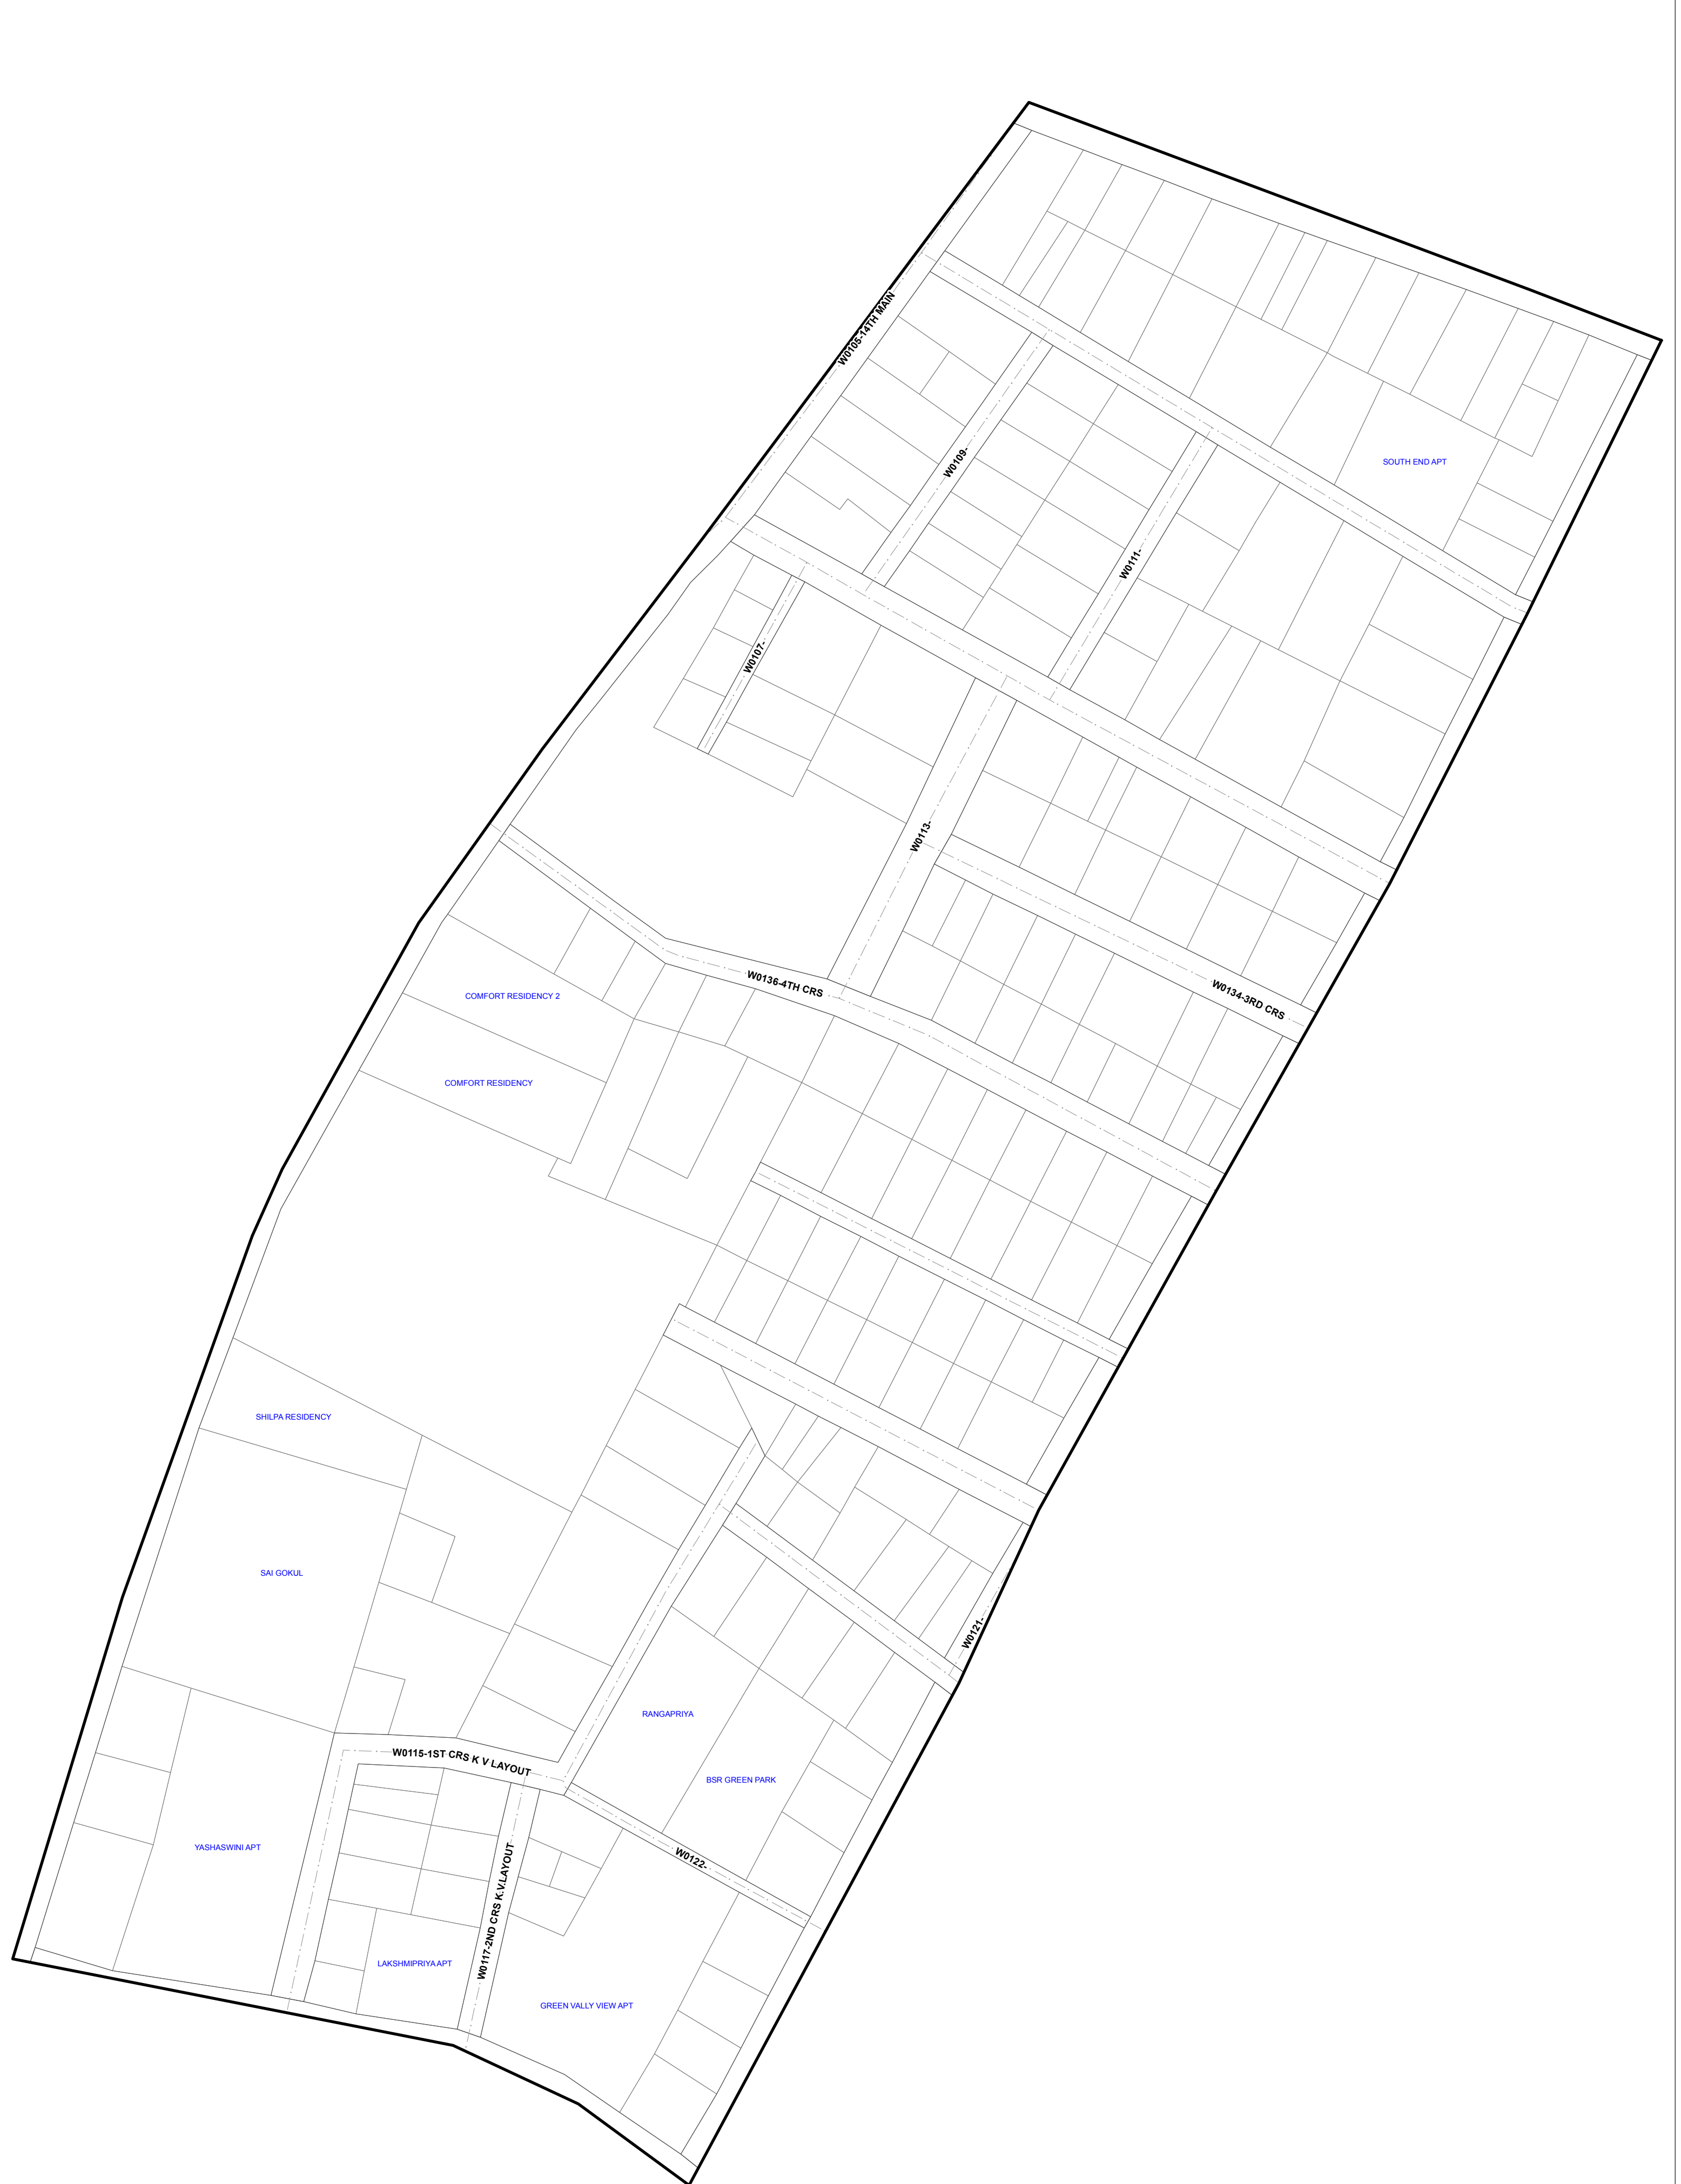 W0105-14TH MAIN
W0109-
SOUTH END APT
W0111-
W0107-
W0113-
W0136-4TH CRS
COMFORT RESIDENCY 2
W0134-3RD CRS
COMFORT RESIDENCY
SHILPA RESIDENCY
SAI GOKUL
W0121-
RANGAPRIYA
W0115-1ST CRS K V LAYOUT
BSR GREEN PARK
YASHASWINI APT
W0122-
W0117-2ND CRS K.V.LAYOUT
LAKSHMIPRIYA APT
GREEN VALLY VIEW APT